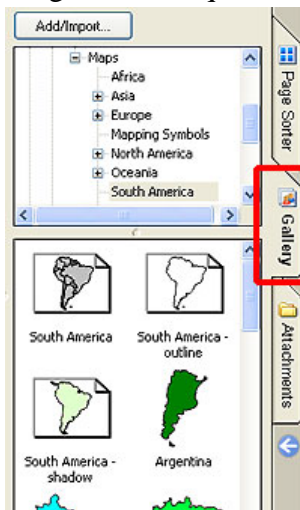 Add/Import...
Maps
Africa
Asia
Europe
Mapping Symbols
North America
Oceania
South America
South America
South America -
outline
South America -
shadow
Argentina
Page Sorter
Gallery
Attachments